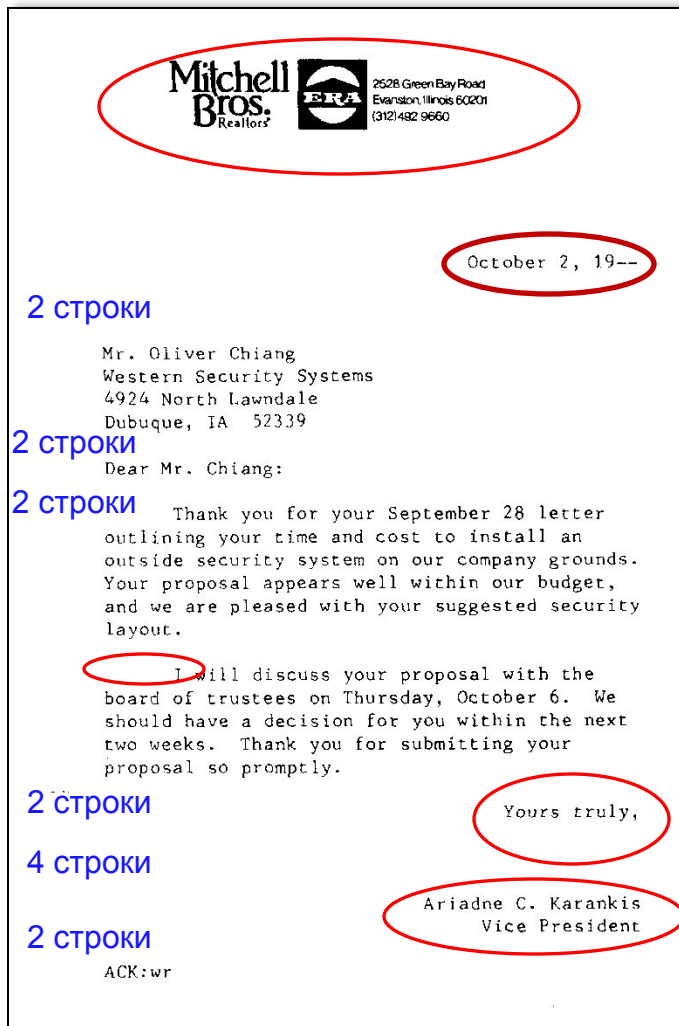 Mitchell
Bros.
Realtors
ERA
2528 Green Bay Road
Evanston, Illinois 60201
(312) 492 9660
October 2, 19--
2 строки
Mr. Oliver Chiang
Western Security Systems
4924 North Lawndale
Dubuque, IA 52339
2 строки
Dear Mr. Chiang:
2 строки
Thank you for your September 28 letter
outlining your time and cost to install an
outside security system on our company grounds.
Your proposal appears well within our budget,
and we are pleased with your suggested security
layout.
I will discuss your proposal with the
board of trustees on Thursday, October 6. We
should have a decision for you within the next
two weeks. Thank you for submitting your
proposal so promptly.
2 строки
Yours truly,
4 строки
Ariadne C. Karankis
Vice President
2 строки
ACK:wr